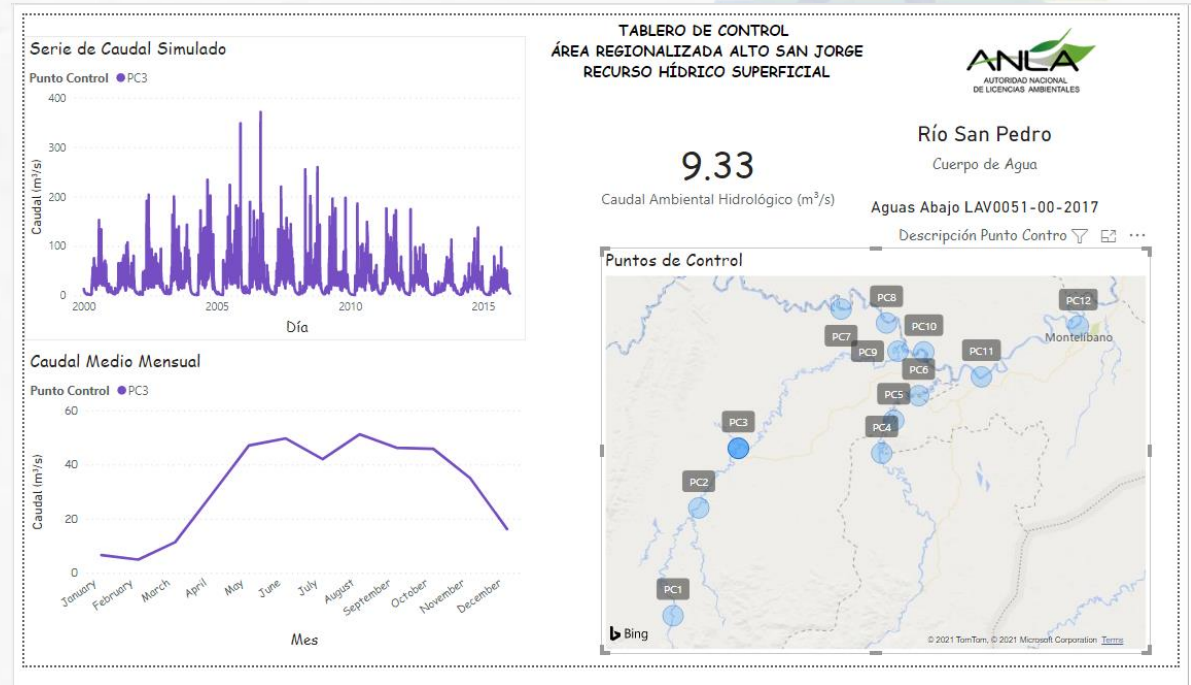 TABLERO DE CONTROL
ÁREA REGIONALIZADA ALTO SAN JORGE
RECURSO HÍDRICO SUPERFICIAL
ANLA
AUTORIDAD NACIONAL
DE LICENCIAS AMBIENTALES
Serie de Caudal Simulado
Punto Control PC3
400
300
200
100
0
Caudal (m³/s)
2000 2005 2010 2015
Día
9.33
Caudal Ambiental Hidrológico (m³/s)
Río San Pedro
Cuerpo de Agua
Aguas Abajo LAV0051-00-2017
Descripción Punto Contro
Caudal Medio Mensual
Punto Control PC3
60
40
20
0
Caudal (m³/s)
January February March April May June July August September October November December
Mes
Puntos de Control
PC8
PC12
PC7
PC10
Montelíbano
PC9
PC11
PC6
PC5
PC3
PC4
PC2
PC1
Bing
© 2021 TomTom, © 2021 Microsoft Corporation Terms